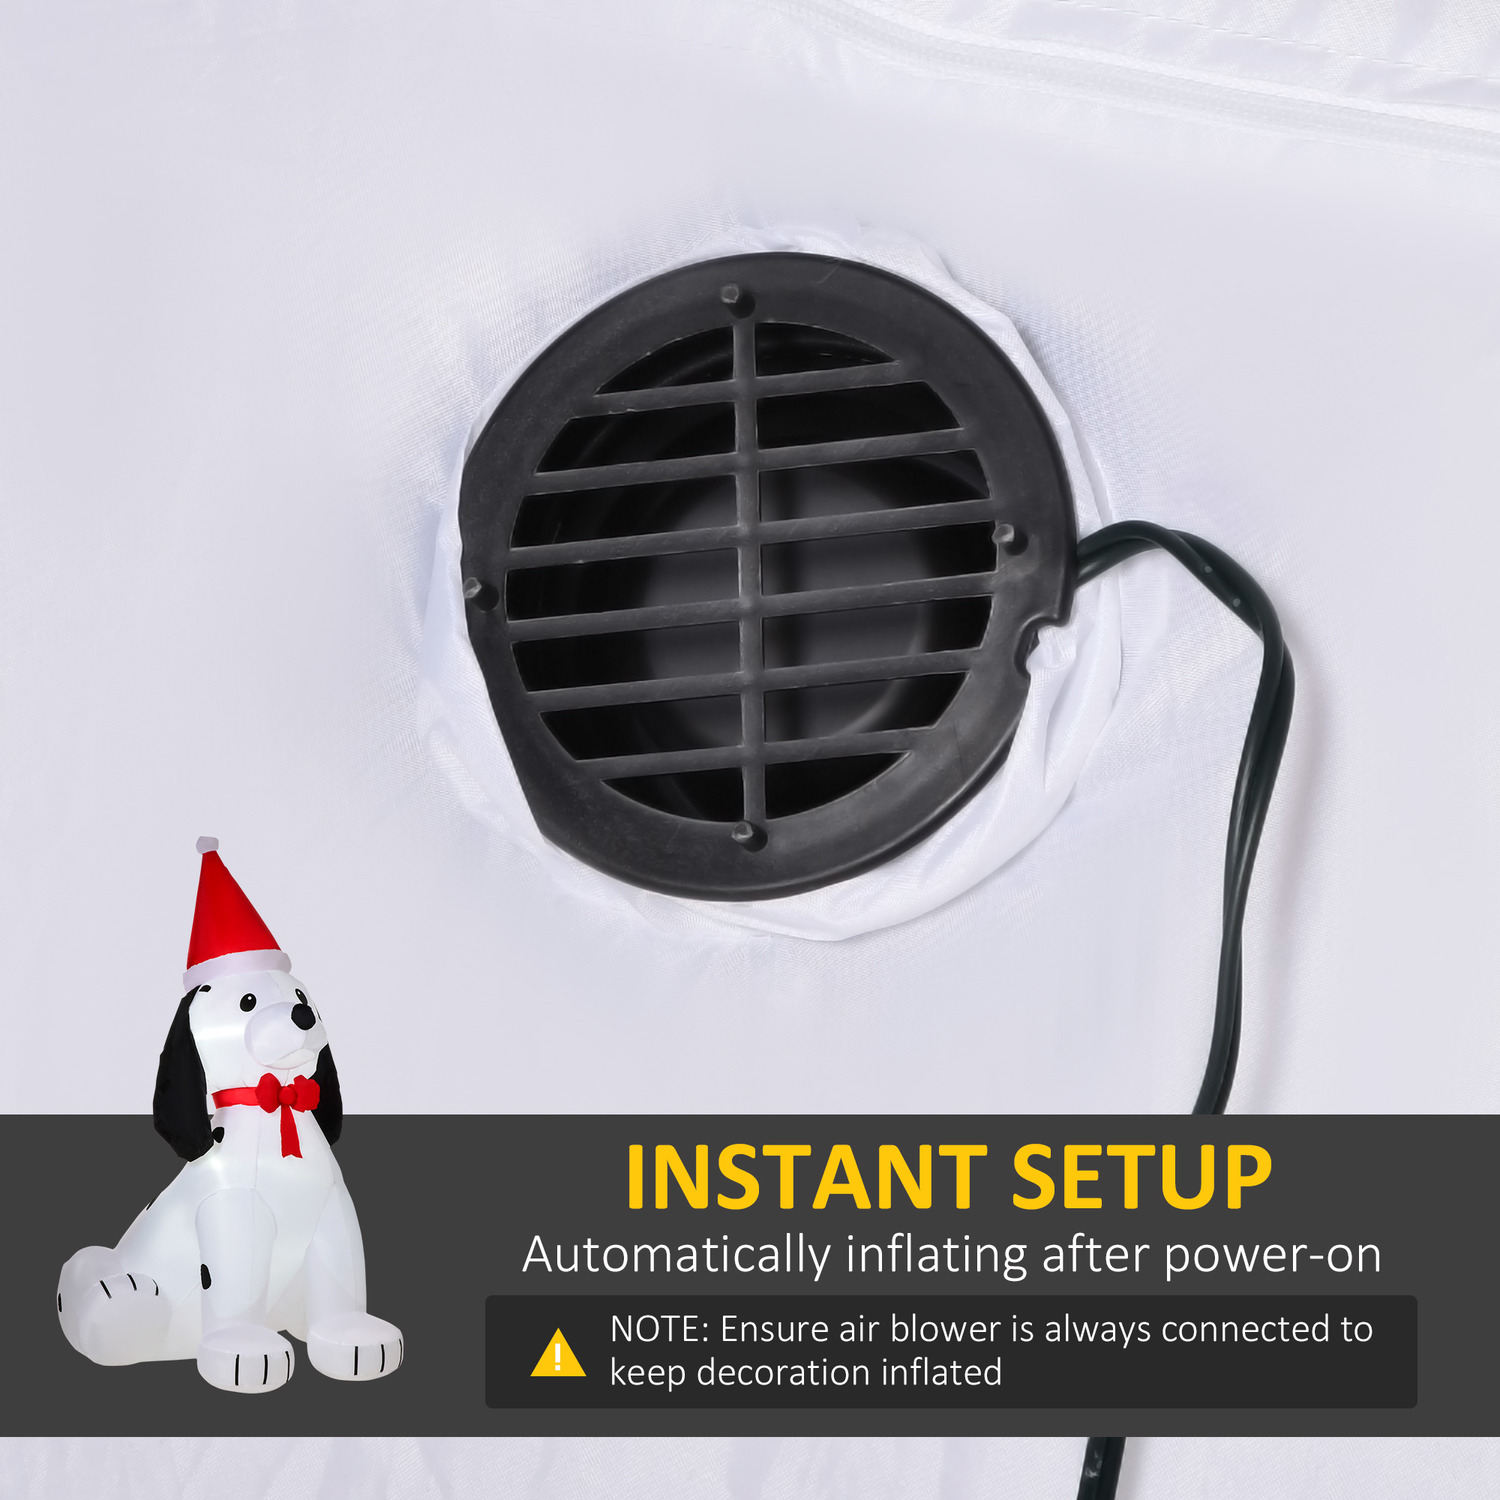 INSTANT SETUP
Automatically inflating after power-on
NOTE: Ensure air blower is always connected to
keep decoration inflated